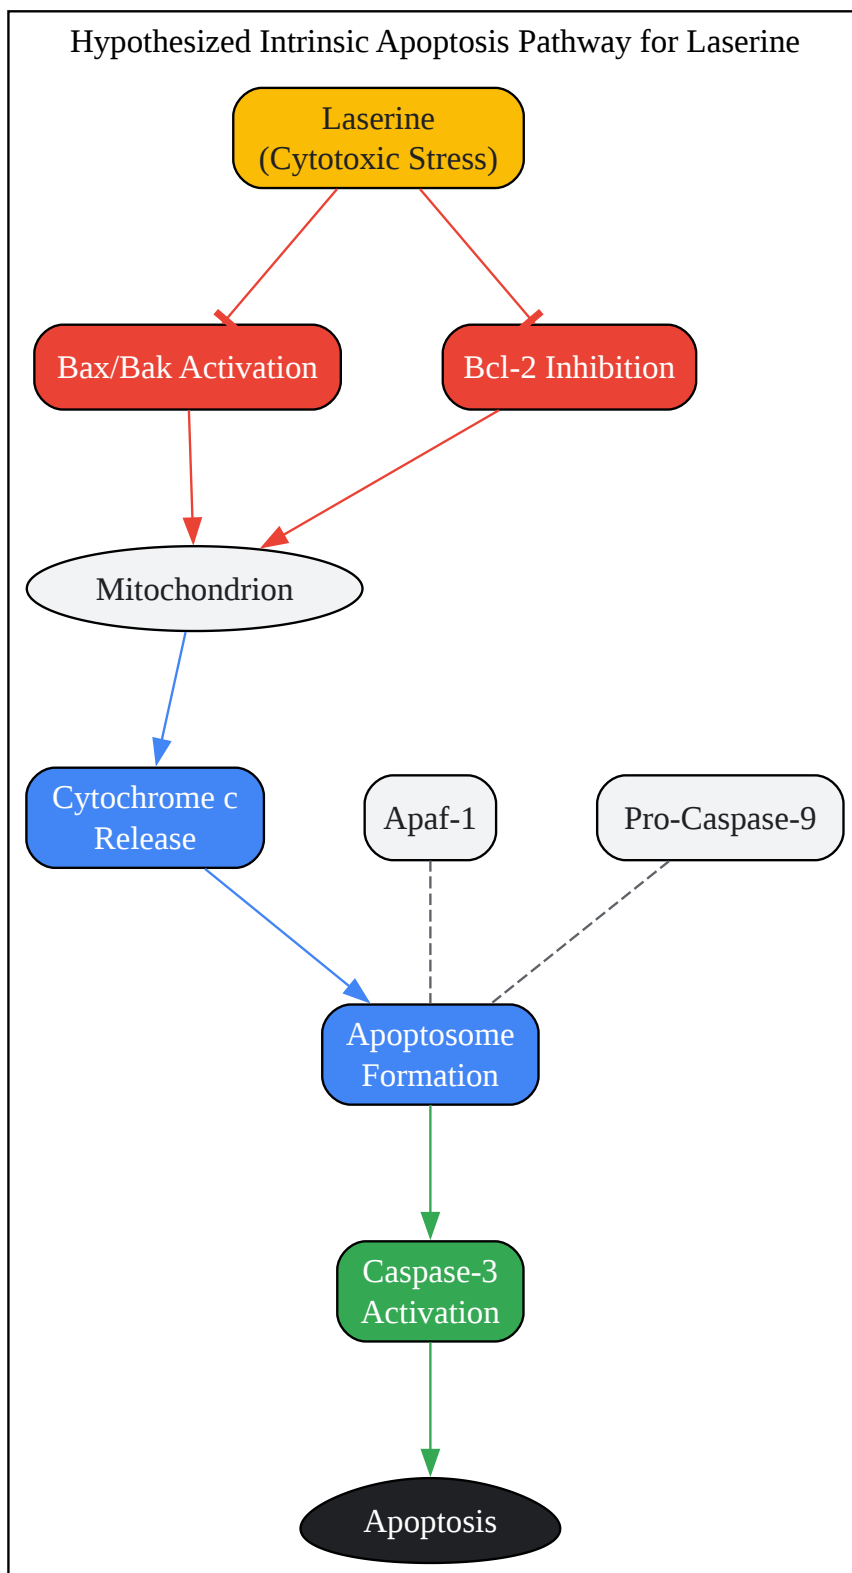 Hypothesized Intrinsic Apoptosis Pathway for Laserine
Laserine
(Cytotoxic Stress)
Bax/Bak Activation
Bcl-2 Inhibition
Mitochondrion
Cytochrome c
Release
Apaf-1
Pro-Caspase-9
Apoptosome
Formation
Caspase-3
Activation
Apoptosis